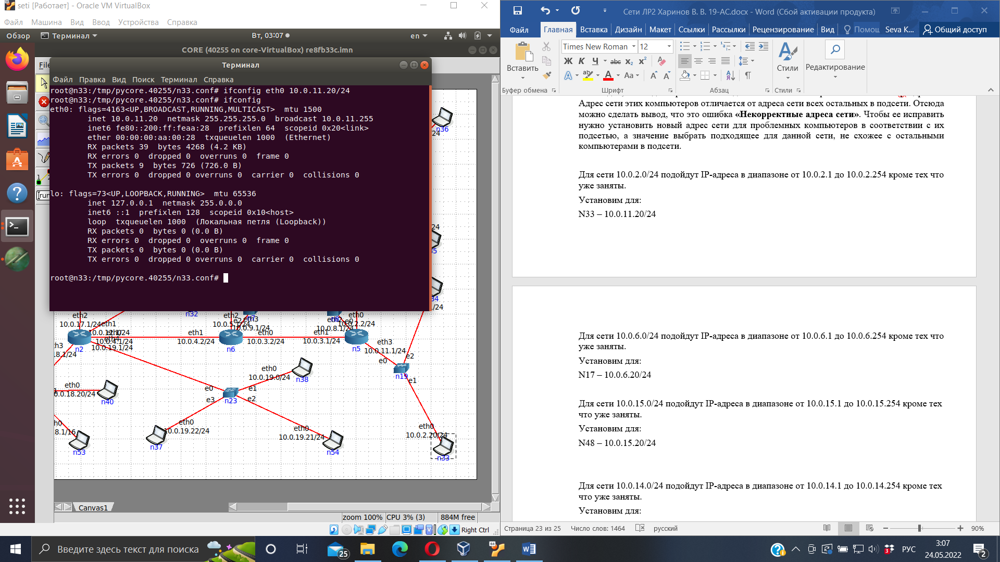 seti [Работает] - Oracle VM VirtualBox
Файл Машина Вид Ввод Устройства Справка
Обзор Терминал Вт, 03:07 en
CORE (40255 on core-VirtualBox) re8fb33c.imn
File
Терминал
Файл Правка Вид Поиск Терминал Справка
root@n33:/tmp/pycore.40255/n33.conf# ifconfig eth0 10.0.11.20/24
root@n33:/tmp/pycore.40255/n33.conf# ifconfig
eth0: flags=4163<UP,BROADCAST,RUNNING,MULTICAST>  mtu 1500
inet 10.0.11.20  netmask 255.255.255.0  broadcast 10.0.11.255
inet6 fe80::200:ff:feaa:28  prefixlen 64  scopeid 0x20<link>
ether 00:00:00:aa:00:28  txqueuelen 1000  (Ethernet)
RX packets 39  bytes 4268 (4.2 KB)
RX errors 0  dropped 0  overruns 0  frame 0
TX packets 9  bytes 726 (726.0 B)
TX errors 0  dropped 0 overruns 0  carrier 0  collisions 0
lo: flags=73<UP,LOOPBACK,RUNNING>  mtu 65536
inet 127.0.0.1  netmask 255.0.0.0
inet6 ::1  prefixlen 128  scopeid 0x10<host>
loop  txqueuelen 1000  (Локальная петля (Loopback))
RX packets 0  bytes 0 (0.0 B)
RX errors 0  dropped 0  overruns 0  frame 0
TX packets 0  bytes 0 (0.0 B)
TX errors 0  dropped 0 overruns 0  carrier 0  collisions 0
root@n33:/tmp/pycore.40255/n33.conf#
n36
24
24
n32
eth2
10.0.17.1/24
eth1
n2
10.0.19.1/24
eth1
10.0.4.2/24
eth2
n6
eth0
10.0.3.2/24
10.0.9.1/24
eth1
10.0.3.1/24
10.0.8.1/24
eth0
10.0.2.2/24
n5
eth3
10.0.11.1/24
e0
e2
n19
e1
eth0
10.0.19.0/24
n38
eth0
n40
e0
e1
e3
n23
e2
eth0
10.0.19.22/24
n37
eth0
10.0.19.21/24
n54
eth0
10.0.2.20/24
n33
8.1/16
n53
Canvas1
zoom 100% CPU 3% (3) 884M free
Right Ctrl
Сети ЛР2 Харинов В. В. 19-АС.docx - Word (Сбой активации продукта)
Файл Главная Вставка Дизайн Макет Ссылки Рассылки Рецензирование Вид Помощ Seva K... Общий доступ
Вставить
Times New Roman 12
Ж К Ч abc x₂ x²
Стили
Редактирование
Буфер обмена Шрифт Абзац Стили
Адрес сети этих компьютеров отличается от адреса сети всех остальных в подсети. Отсюда
можно сделать вывод, что это ошибка «Некорректные адреса сети». Чтобы ее исправить
нужно установить новый адрес сети для проблемных компьютеров в соответствии с их
подсетью, а значение выбрать подходящее для данной сети, не схожее с остальными
компьютерами в подсети.
Для сети 10.0.2.0/24 подойдут IP-адреса в диапазоне от 10.0.2.1 до 10.0.2.254 кроме тех что
уже заняты.
Установим для:
N33 – 10.0.11.20/24
Для сети 10.0.6.0/24 подойдут IP-адреса в диапазоне от 10.0.6.1 до 10.0.6.254 кроме тех что
уже заняты.
Установим для:
N17 – 10.0.6.20/24
Для сети 10.0.15.0/24 подойдут IP-адреса в диапазоне от 10.0.15.1 до 10.0.15.254 кроме тех
что уже заняты.
Установим для:
N48 – 10.0.15.20/24
Для сети 10.0.14.0/24 подойдут IP-адреса в диапазоне от 10.0.14.1 до 10.0.14.254 кроме тех
что уже заняты.
Установим для:
Страница 23 из 25 Число слов: 1464 русский 90%
Введите здесь текст для поиска
25
РУС
3:07
24.05.2022
2